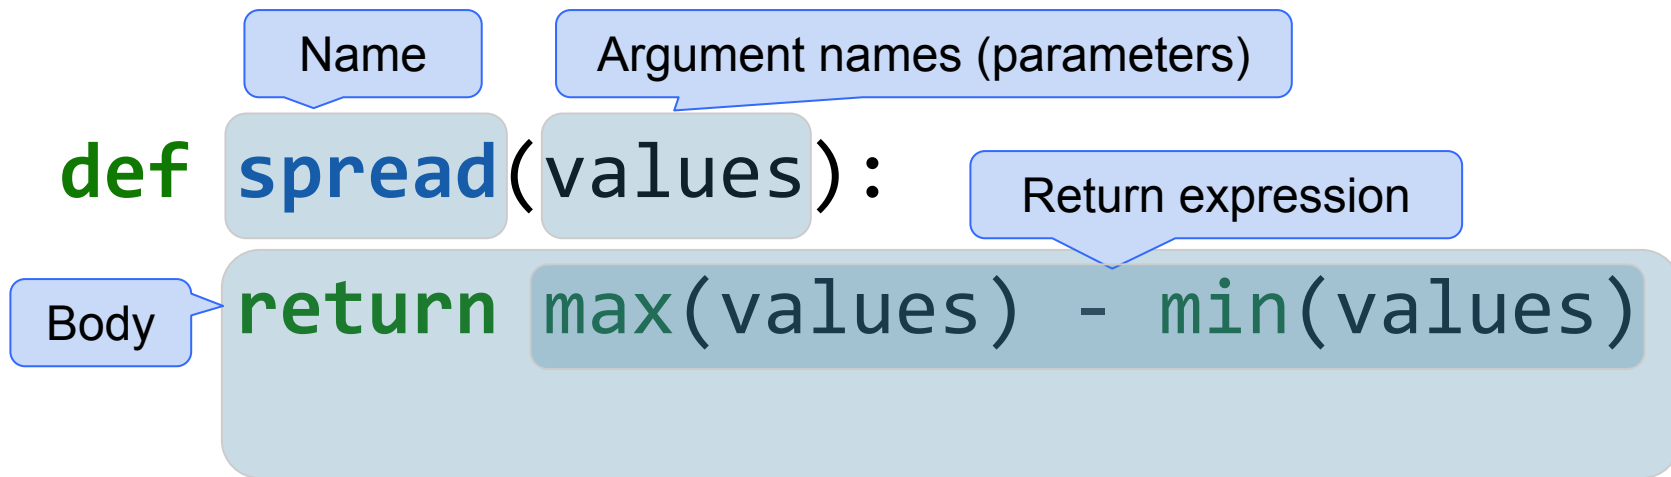 Name
Argument names (parameters)
def spread(values):
Return expression
Body
return max(values) - min(values)